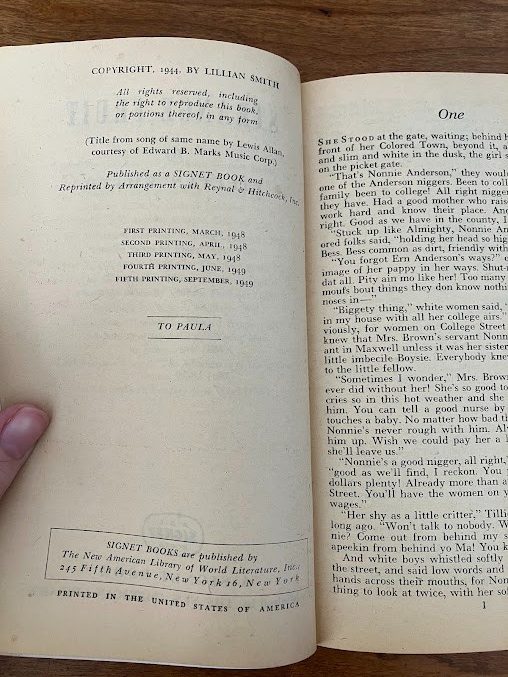 COPYRIGHT, 1944, BY LILLIAN SMITH
All rights reserved, including
the right to reproduce this book,
or portions thereof, in any form
(Title from song of same name by Lewis Allan,
courtesy of Edward B. Marks Music Corp.)
Published as a SIGNET BOOK and
Reprinted by Arrangement with Reynal & Hitchcock, Inc.
FIRST PRINTING, MARCH, 1948
SECOND PRINTING, APRIL, 1948
THIRD PRINTING, MAY, 1948
FOURTH PRINTING, JUNE, 1949
FIFTH PRINTING, SEPTEMBER, 1949
TO PAULA
SIGNET BOOKS are published by
The New American Library of World Literature, Inc.
245 Fifth Avenue, New York 16, New York
PRINTED IN THE UNITED STATES OF AMERICA
One
SHE STOOD at the gate, waiting; behind
front of her Colored Town, beyond it, a
and slim and white in the dusk, the girl s
on the picket gate.
"That's Nonnie Anderson," they would
one of the Anderson niggers. Been to coll
family been to college! All right nigger
they have. Had a good mother who raise
work hard and know their place. An
right. Good as we have in the county, I
"Stuck up like Almighty, Nonnie An
ored folks said, "holding her head so high
Bess. Bess common as dirt, friendly with
"You forgot Ern Anderson's ways?"
image of her pappy in her ways. Shut-m
dat all. Pity ain mo like her! Too many
moufs bout things they don know nothi
noses in—"
"Biggety thing," white women said, "
in my house with all her college airs."
viously, for women on College Street
knew that Mrs. Brown's servant Nonn
ant in Maxwell unless it was her sister
little imbecile Boysie. Everybody knew
to the little fellow.
"Sometimes I wonder," Mrs. Brown
ever did without her! She's so good to
cries so in this hot weather and she
him. You can tell a good nurse by
touches a baby. No matter how bad th
Nonnie's never rough with him. Al
him up. Wish we could pay her a l
she'll leave us."
"Nonnie's a good nigger, all right,"
"good as we'll find, I reckon. You
dollars plenty! Already more than a
Street. You'll have the women on y
wages."
"Her shy as a little critter," Tilli
long ago. "Won't talk to nobody. W
nie? Come out from behind my s
apeekin from behind yo Ma! You k
And white boys whistled softly
the street, and said low words and
hands across their mouths, for Non
thing to look at twice, with her sof
1